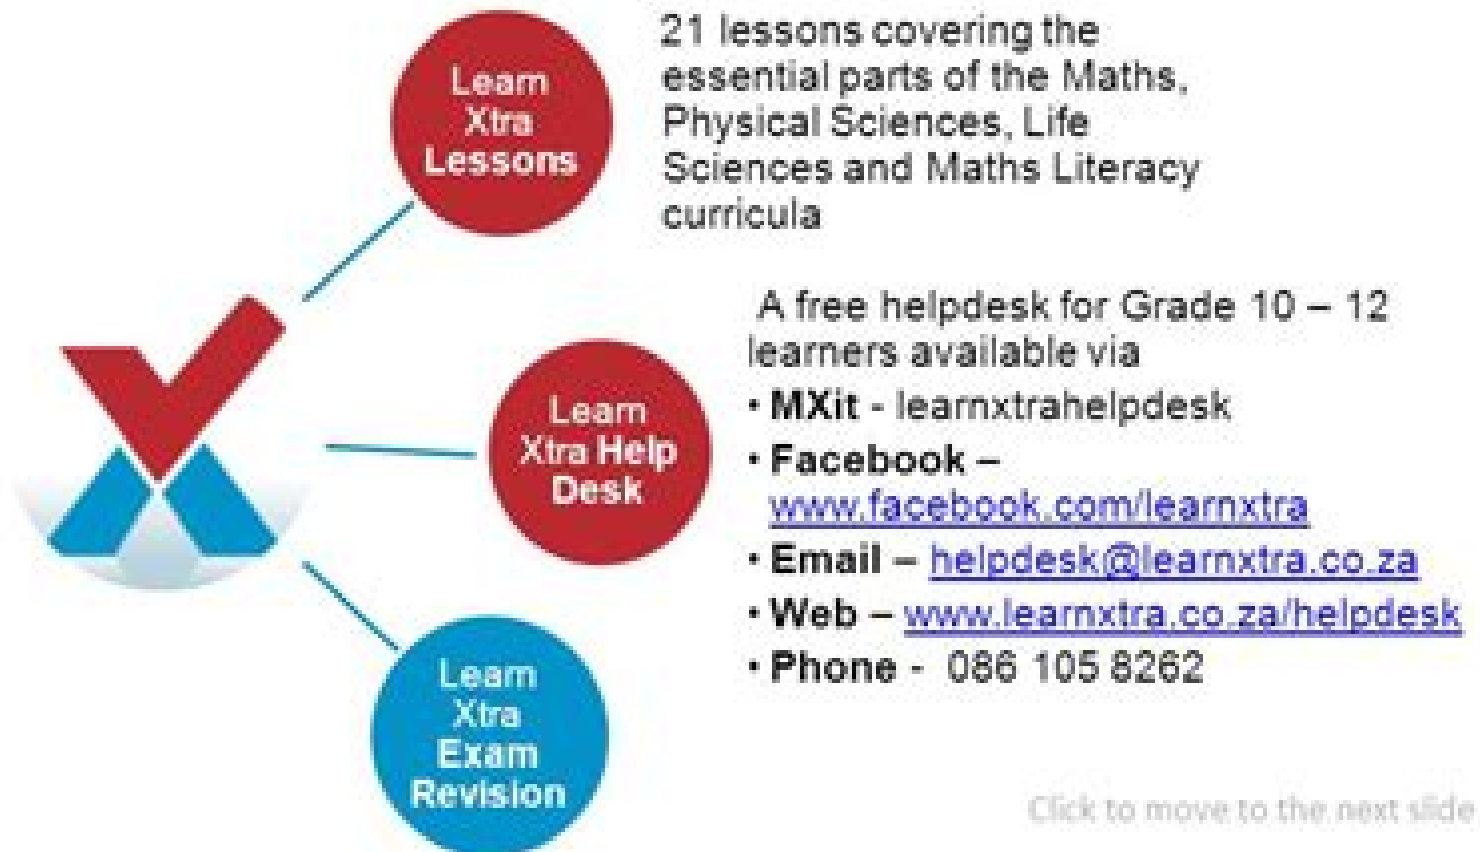 Learn
Xtra
Lessons
21 lessons covering the
essential parts of the Maths,
Physical Sciences, Life
Sciences and Maths Literacy
curricula
Learn
Xtra Help
Desk
A free helpdesk for Grade 10 – 12
learners available via
• MXit - learnxtrahelpdesk
• Facebook –
www.facebook.com/learnxtra
• Email – helpdesk@learnxtra.co.za
• Web – www.learnxtra.co.za/helpdesk
• Phone - 086 105 8262
Learn
Xtra
Exam
Revision
Click to move to the next slide